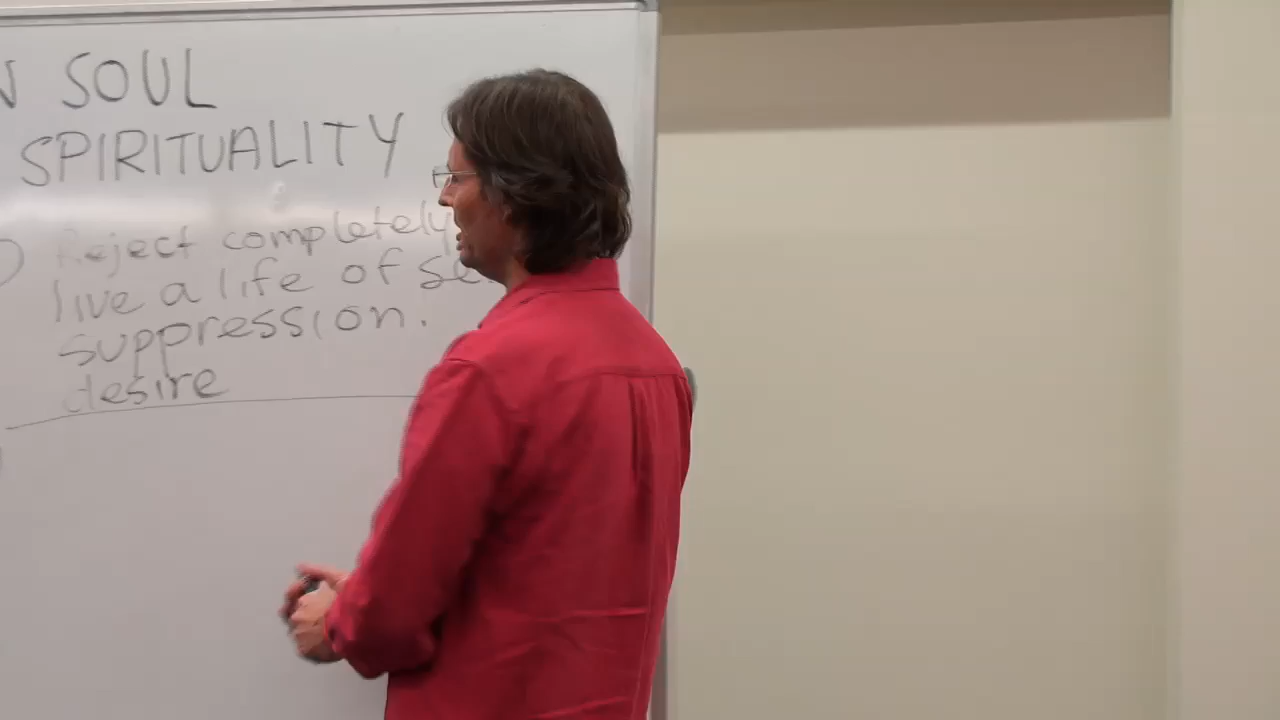 SOUL
SPIRITUALITY
Reject completely
live a life of
suppression.
desire